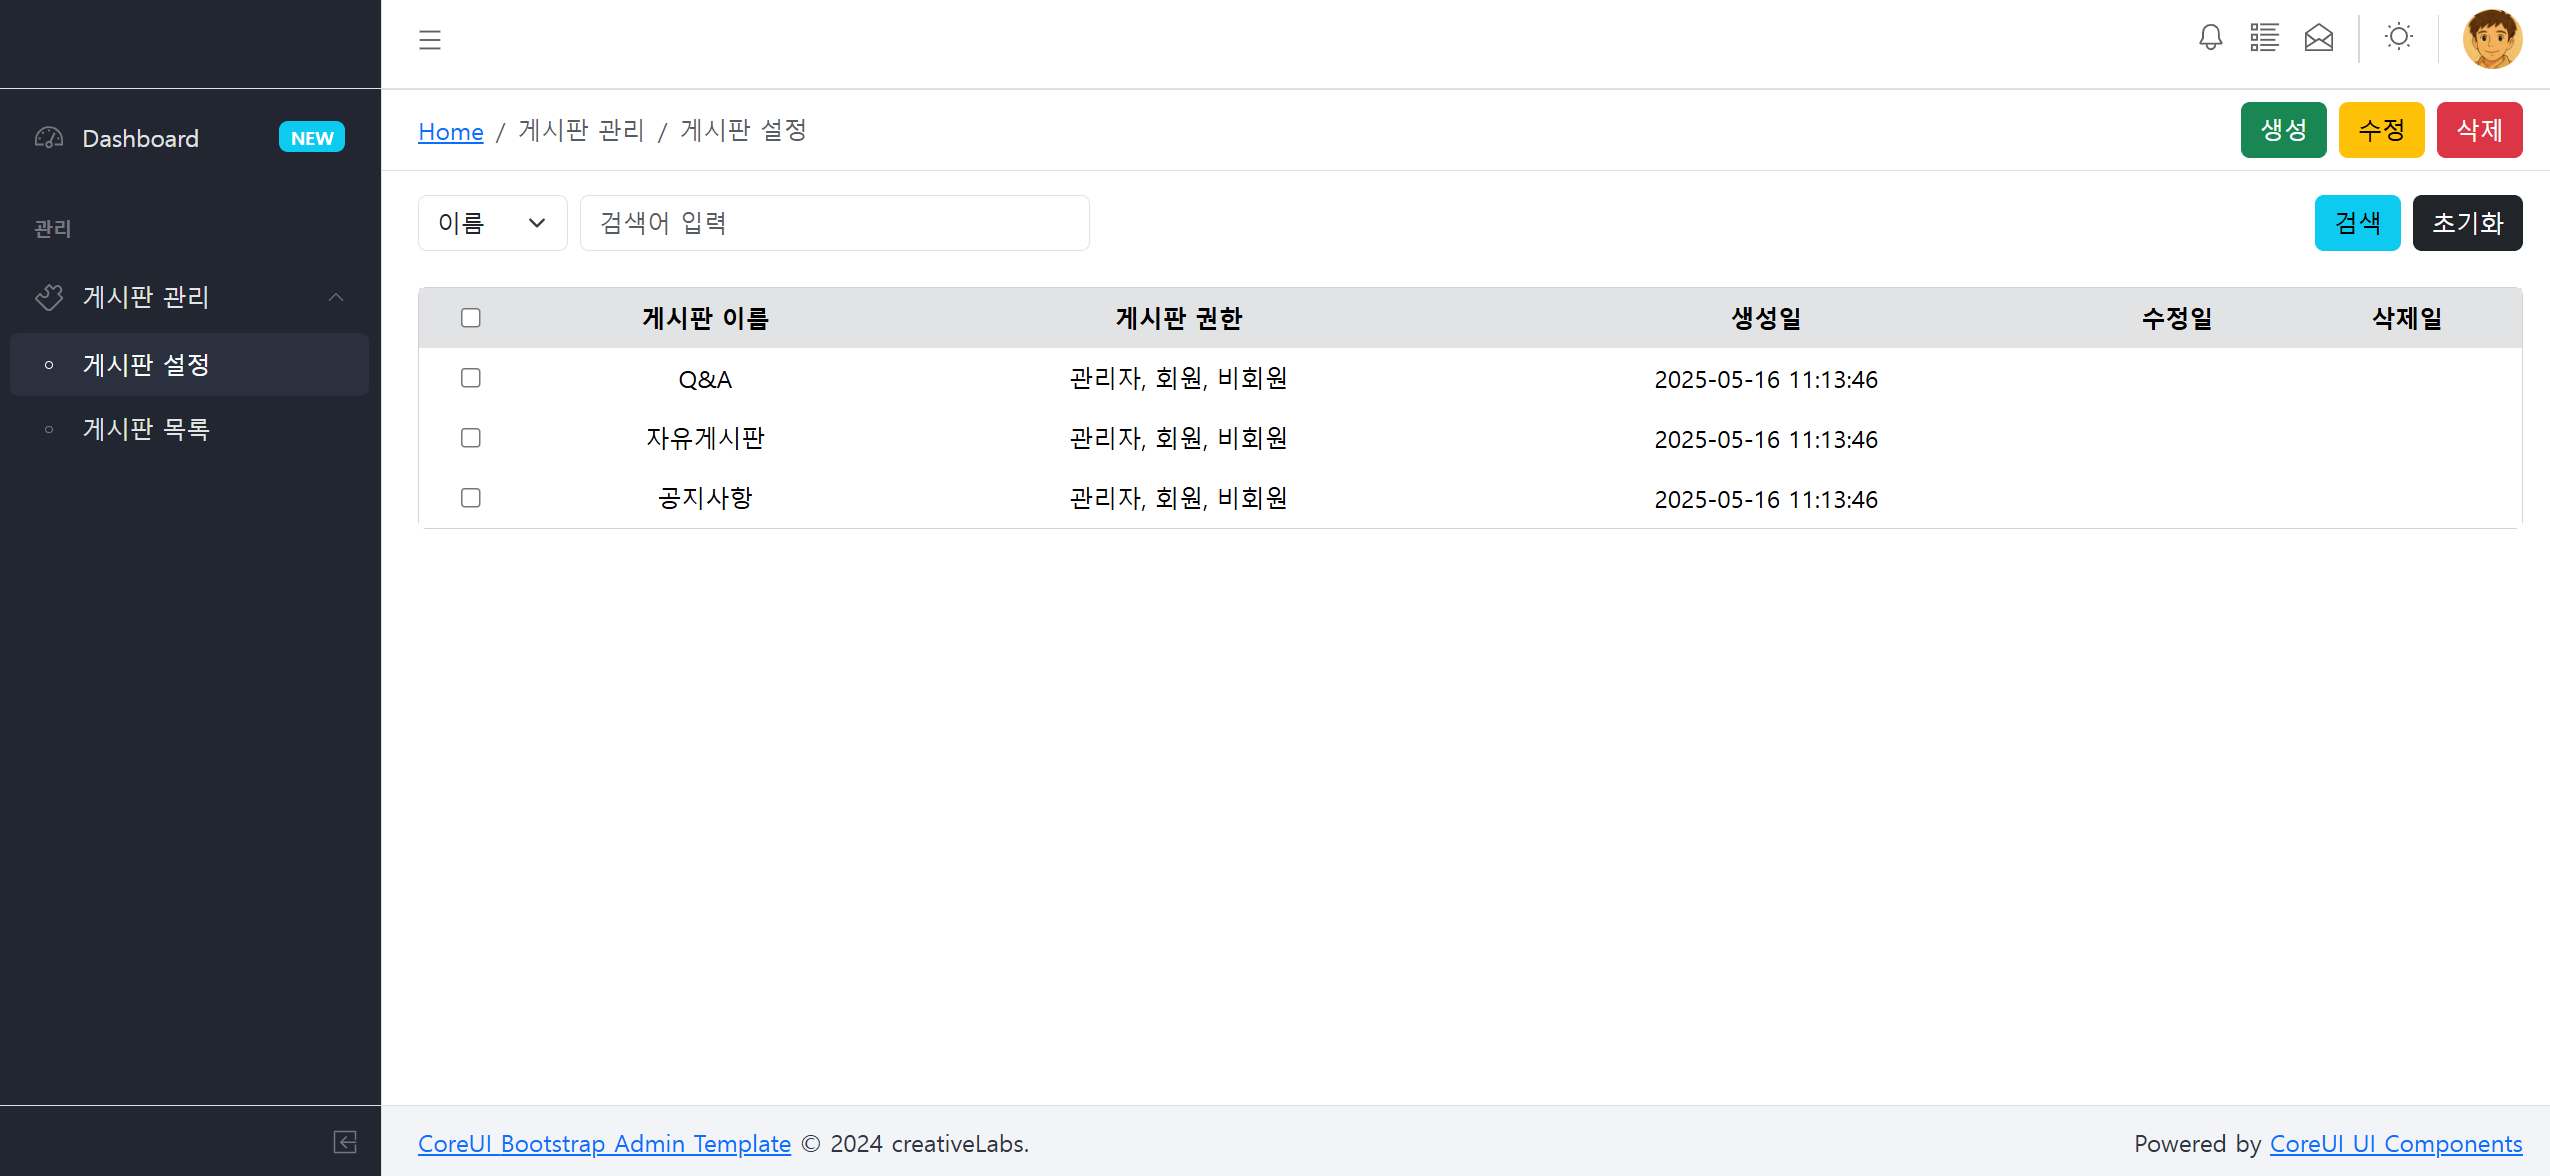 Dashboard NEW
관리
게시판 관리
게시판 설정
게시판 목록
Home / 게시판 관리 / 게시판 설정
생성 수정 삭제
이름 검색어 입력 검색 초기화
게시판 이름 게시판 권한 생성일 수정일 삭제일
Q&A 관리자, 회원, 비회원 2025-05-16 11:13:46
자유게시판 관리자, 회원, 비회원 2025-05-16 11:13:46
공지사항 관리자, 회원, 비회원 2025-05-16 11:13:46
CoreUI Bootstrap Admin Template © 2024 creativeLabs.
Powered by CoreUI UI Components